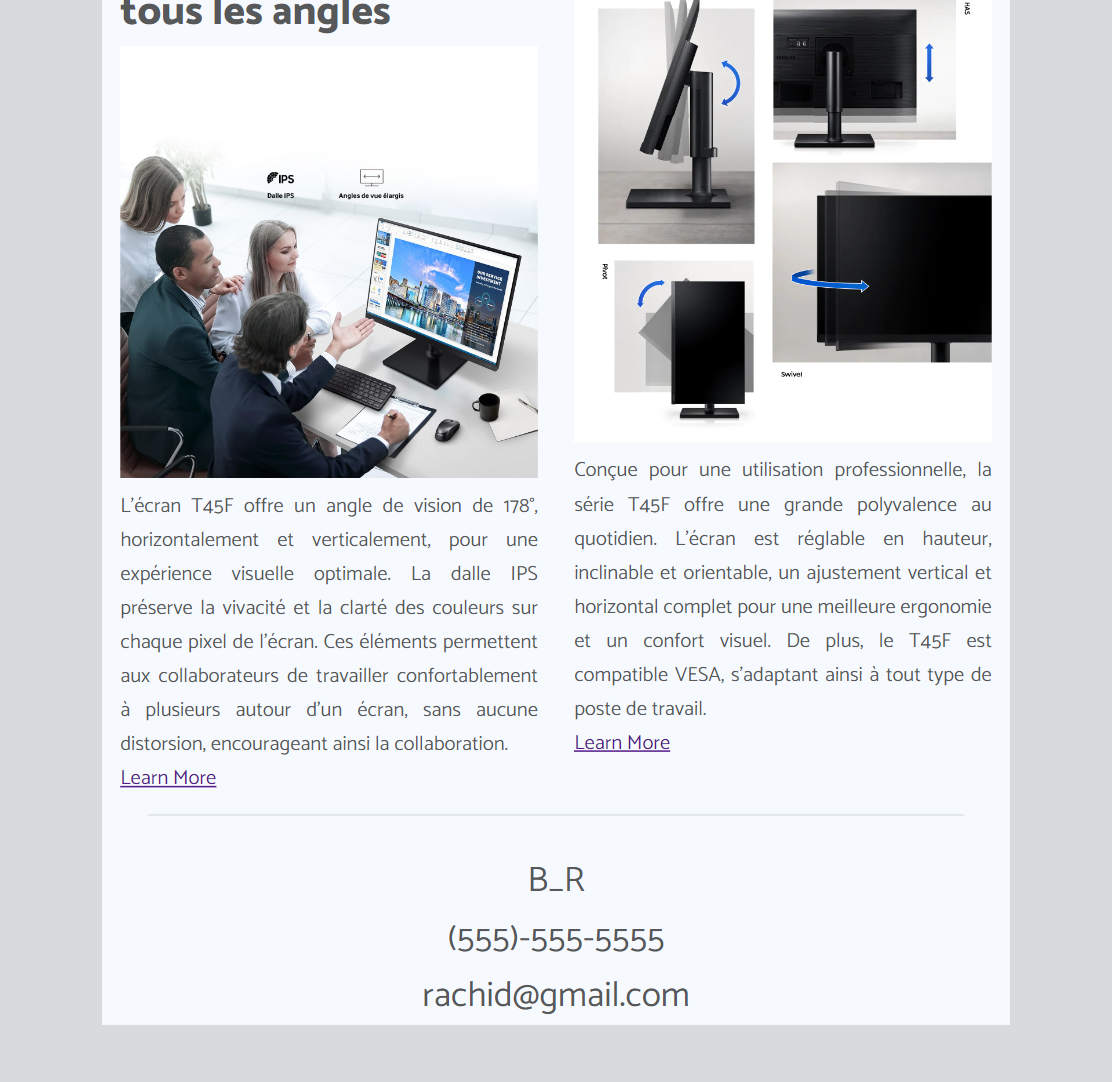 tous les angles
IPS
Dalle IPS
Angles de vue élargis
OUR SERVICE
INVESTMENT
L'écran T45F offre un angle de vision de 178°,
horizontalement et verticalement, pour une
expérience visuelle optimale. La dalle IPS
préserve la vivacité et la clarté des couleurs sur
chaque pixel de l'écran. Ces éléments permettent
aux collaborateurs de travailler confortablement
à plusieurs autour d'un écran, sans aucune
distorsion, encourageant ainsi la collaboration.
Learn More
HAS
Pivot
Swivel
Conçue pour une utilisation professionnelle, la
série T45F offre une grande polyvalence au
quotidien. L'écran est réglable en hauteur,
inclinable et orientable, un ajustement vertical et
horizontal complet pour une meilleure ergonomie
et un confort visuel. De plus, le T45F est
compatible VESA, s'adaptant ainsi à tout type de
poste de travail.
Learn More
B_R
(555)-555-5555
rachid@gmail.com